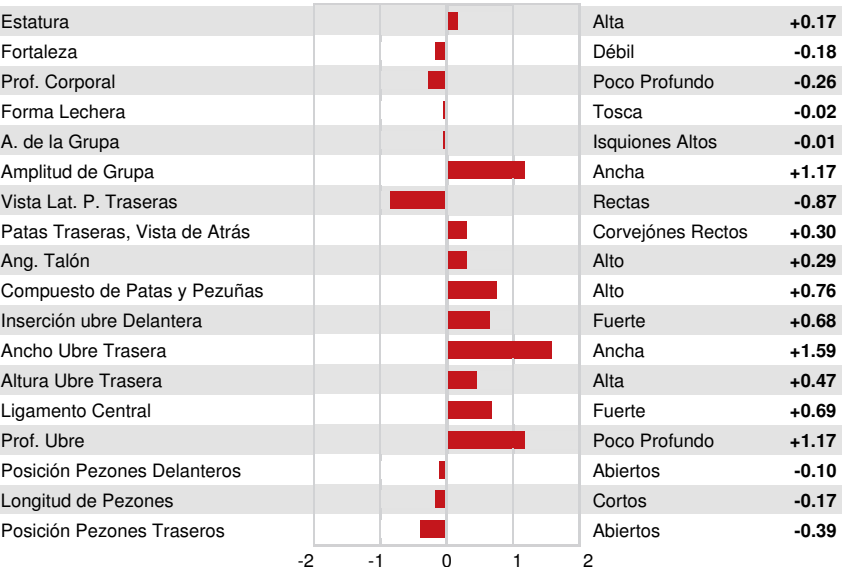 Estatura Alta +0.17
Fortaleza Débil -0.18
Prof. Corporal Poco Profundo -0.26
Forma Lechera Tosca -0.02
A. de la Grupa Isquiones Altos -0.01
Amplitud de Grupa Ancha +1.17
Vista Lat. P. Traseras Rectas -0.87
Patas Traseras, Vista de Atrás Corvejónes Rectos +0.30
Ang. Talón Alto +0.29
Compuesto de Patas y Pezuñas Alto +0.76
Inserción ubre Delantera Fuerte +0.68
Ancho Ubre Trasera Ancha +1.59
Altura Ubre Trasera Alta +0.47
Ligamento Central Fuerte +0.69
Prof. Ubre Poco Profundo +1.17
Posición Pezones Delanteros Abiertos -0.10
Longitud de Pezones Cortos -0.17
Posición Pezones Traseros Abiertos -0.39
-2 -1 0 1 2